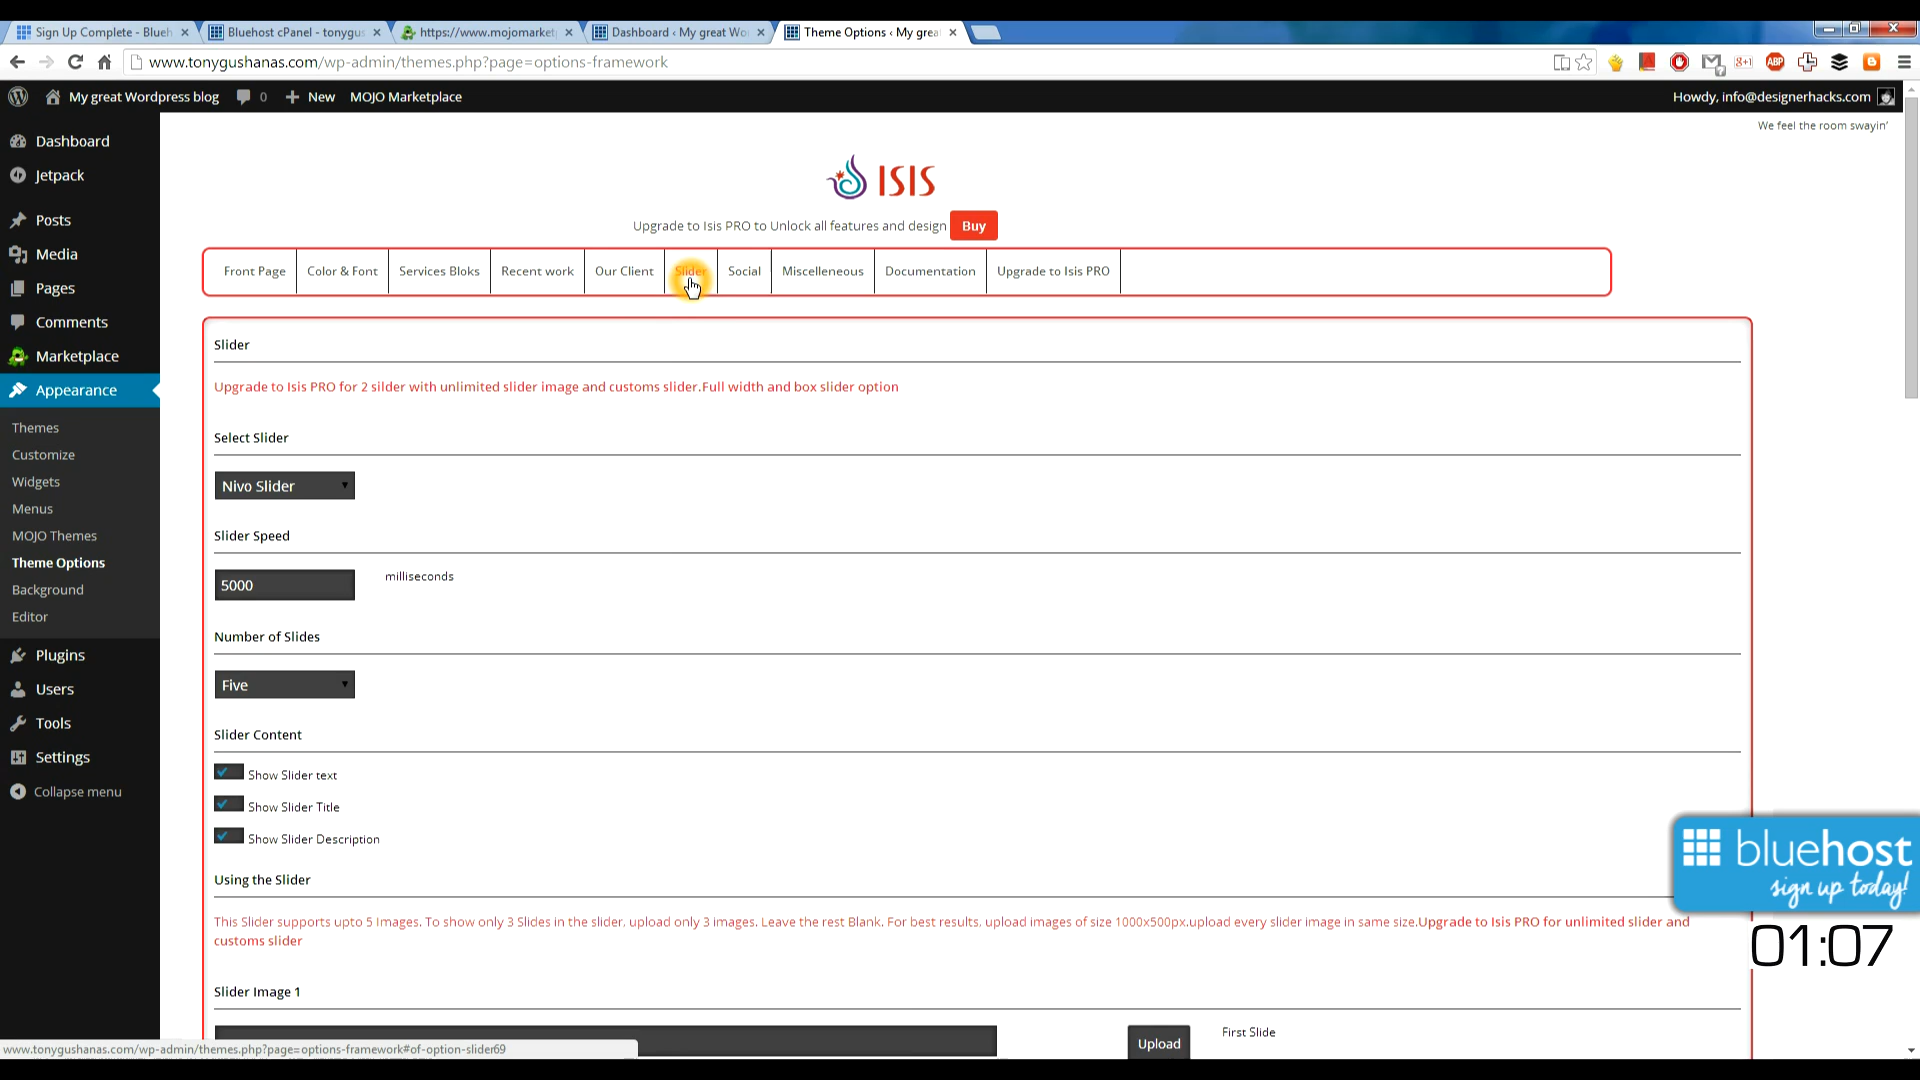 Sign Up Complete - Blueh
Bluehost cPanel - tonygus
https://www.mojomarket
Dashboard ‹ My great Wo
Theme Options ‹ My grea
www.tonygushanas.com/wp-admin/themes.php?page=options-framework
8+1
ABP
My great Wordpress blog
0
New
MOJO Marketplace
Howdy, info@designerhacks.com
We feel the room swayin'
Dashboard
Jetpack
Posts
Media
Pages
Comments
Marketplace
Appearance
Themes
Customize
Widgets
Menus
MOJO Themes
Theme Options
Background
Editor
Plugins
Users
Tools
Settings
Collapse menu
ISIS
Upgrade to Isis PRO to Unlock all features and design Buy
Front Page
Color & Font
Services Bloks
Recent work
Our Client
Slider
Social
Miscellaneous
Documentation
Upgrade to Isis PRO
Slider
Upgrade to Isis PRO for 2 silder with unlimited slider image and customs slider.Full width and box slider option
Select Slider
Nivo Slider
Slider Speed
5000
milliseconds
Number of Slides
Five
Slider Content
Show Slider text
Show Slider Title
Show Slider Description
Using the Slider
This Slider supports upto 5 Images. To show only 3 Slides in the slider, upload only 3 images. Leave the rest Blank. For best results, upload images of size 1000x500px.upload every slider image in same size.Upgrade to Isis PRO for unlimited slider and
customs slider
Slider Image 1
Upload
First Slide
bluehost
sign up today!
01:07
www.tonygushanas.com/wp-admin/themes.php?page=options-framework#of-option-slider69